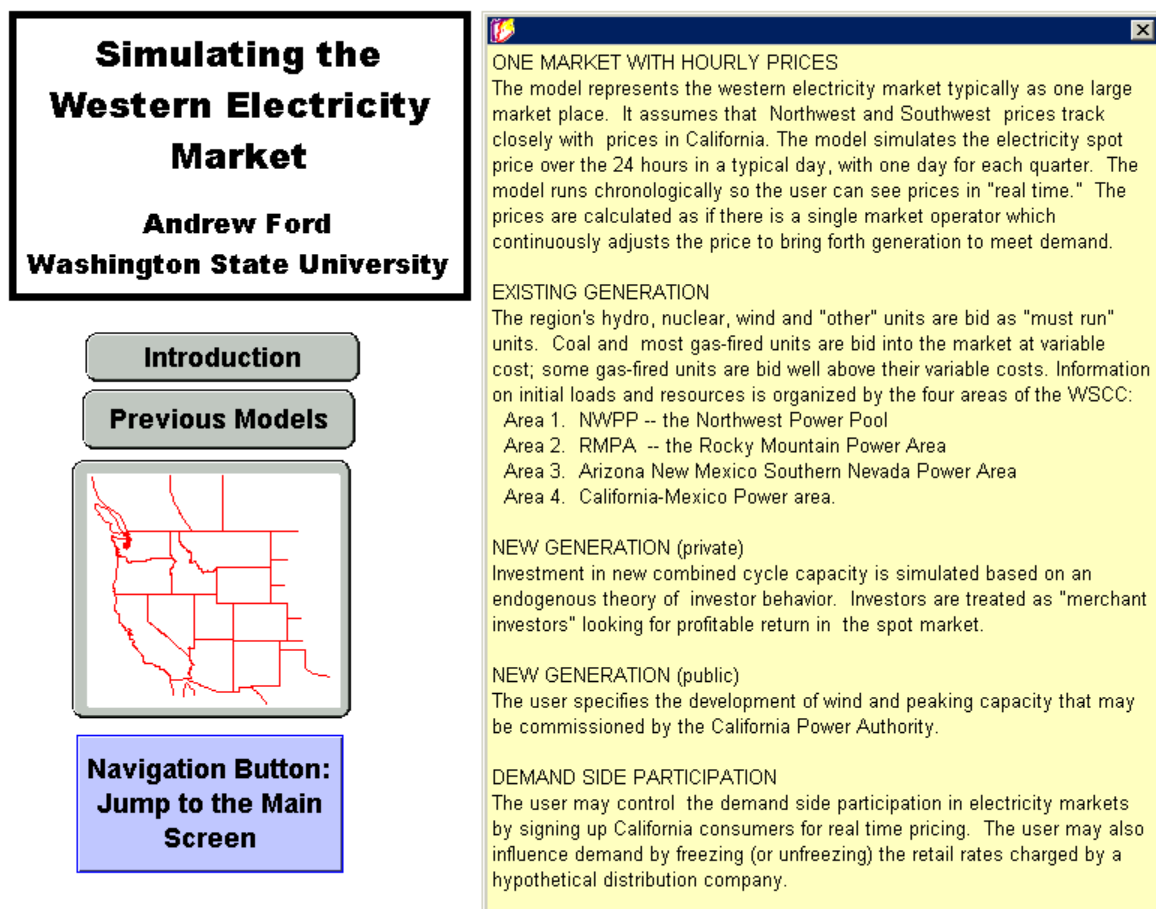 Simulating the
Western Electricity
Market
Andrew Ford
Washington State University
Introduction
Previous Models
Navigation Button:
Jump to the Main
Screen
ONE MARKET WITH HOURLY PRICES
The model represents the western electricity market typically as one large
market place. It assumes that Northwest and Southwest prices track
closely with prices in California. The model simulates the electricity spot
price over the 24 hours in a typical day, with one day for each quarter. The
model runs chronologically so the user can see prices in "real time." The
prices are calculated as if there is a single market operator which
continuously adjusts the price to bring forth generation to meet demand.
EXISTING GENERATION
The region's hydro, nuclear, wind and "other" units are bid as "must run"
units. Coal and most gas-fired units are bid into the market at variable
cost; some gas-fired units are bid well above their variable costs. Information
on initial loads and resources is organized by the four areas of the WSCC:
Area 1. NWPP -- the Northwest Power Pool
Area 2. RMPA -- the Rocky Mountain Power Area
Area 3. Arizona New Mexico Southern Nevada Power Area
Area 4. California-Mexico Power area.
NEW GENERATION (private)
Investment in new combined cycle capacity is simulated based on an
endogenous theory of investor behavior. Investors are treated as "merchant
investors" looking for profitable return in the spot market.
NEW GENERATION (public)
The user specifies the development of wind and peaking capacity that may
be commissioned by the California Power Authority.
DEMAND SIDE PARTICIPATION
The user may control the demand side participation in electricity markets
by signing up California consumers for real time pricing. The user may also
influence demand by freezing (or unfreezing) the retail rates charged by a
hypothetical distribution company.